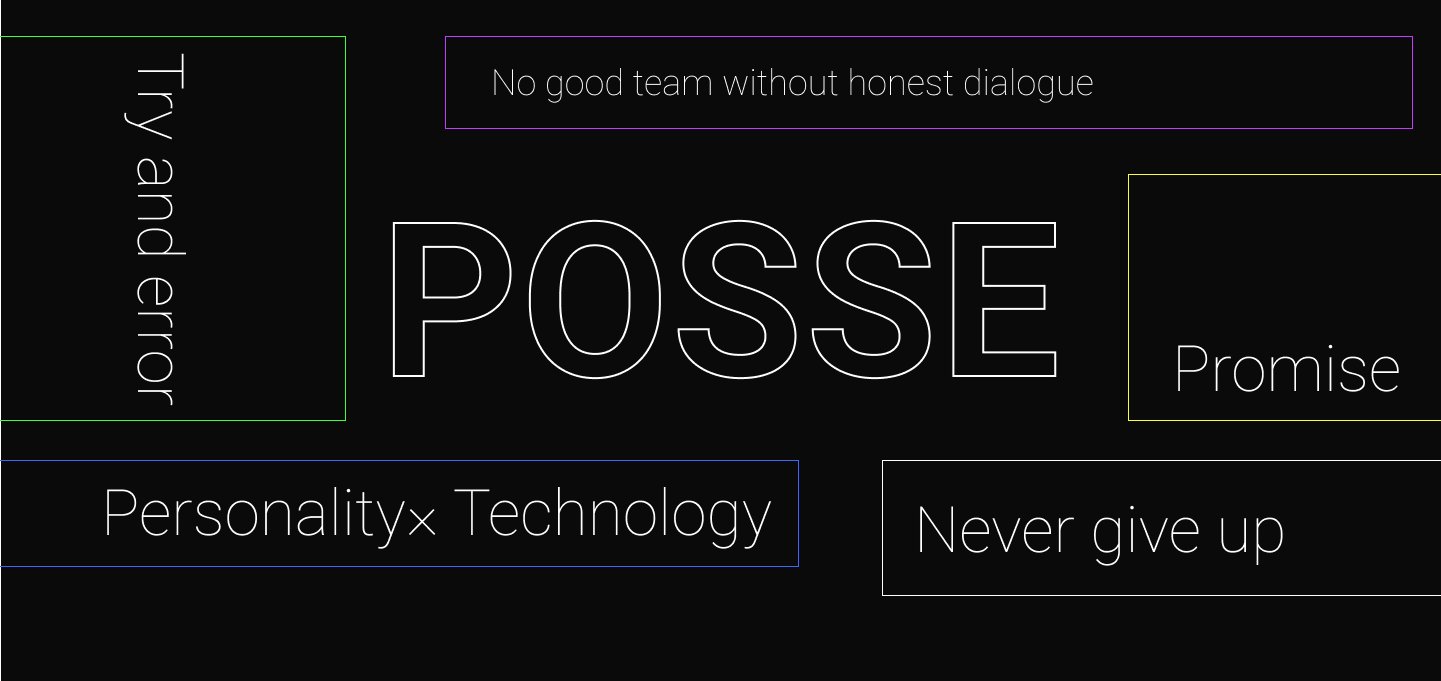 Try and error
No good team without honest dialogue
POSSE
Promise
Personality× Technology
Never give up